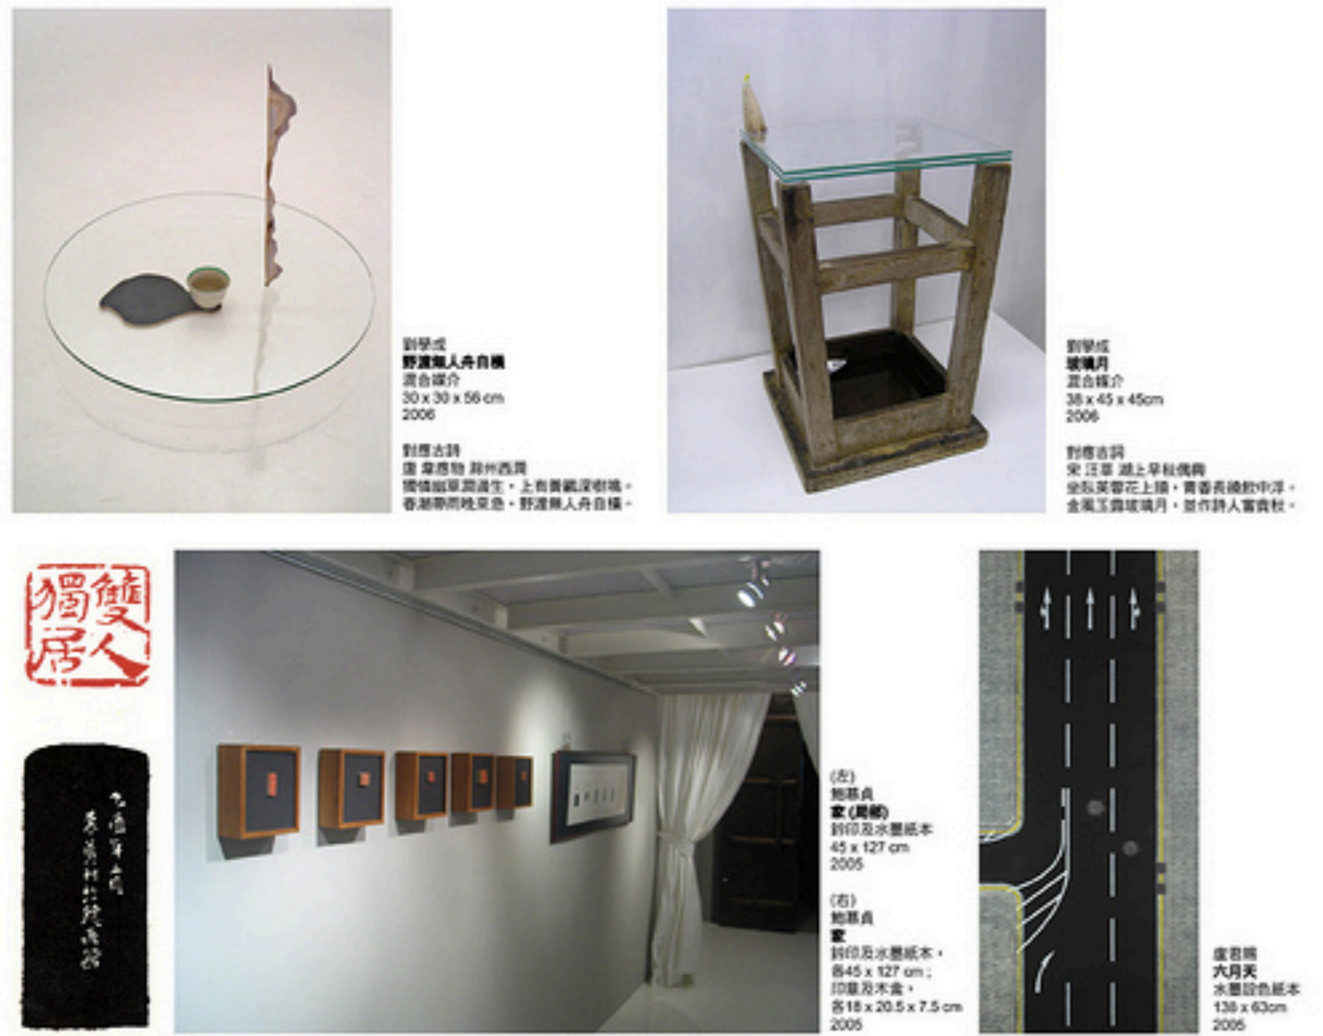 劉學成
野渡無人舟自橫
混合媒介
30 x 30 x 56 cm
2006
對應古詩
唐 韋應物 滁州西澗
獨憐幽草澗邊生,上有黃鸝深樹鳴。
春潮帶雨晚來急,野渡無人舟自橫。
劉學成
玻璃月
混合媒介
38 x 45 x 45cm
2006
對應古詞
宋 汪莘 湖上早秋偶興
坐臥芙蓉花上頭,青香長繞飲中浮。
金風玉露玻璃月,並作詩人富貴秋。
雙人
獨居
(左)
鮑慕貞
家 (局部)
鈐印及水墨紙本
45 x 127 cm
2005
(右)
鮑慕貞
家
鈐印及水墨紙本,
各45 x 127 cm;
印章及木盒,
各18 x 20.5 x 7.5 cm
2005
六月天
水墨設色紙本
138 x 63cm
2005